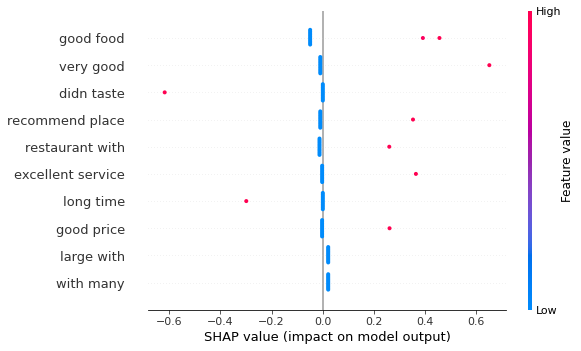 High
good food
very good
didn taste
recommend place
restaurant with
excellent service
long time
good price
large with
with many
Feature value
Low
−0.6 −0.4 −0.2 0.0 0.2 0.4 0.6
SHAP value (impact on model output)